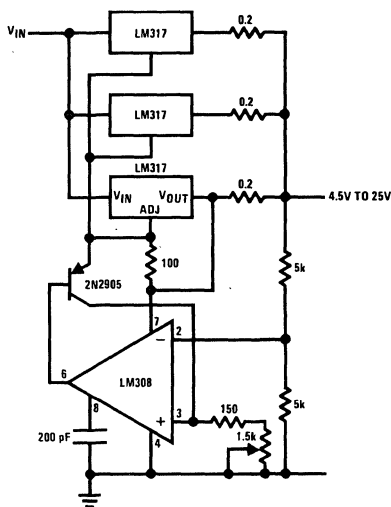 LM317
0.2
VIN
LM317
0.2
LM317
VIN VOUT
ADJ
0.2
4.5V TO 25V
100
5k
2N2905
7
2
−
6
LM308
8
+
3
4
150
1.5k
5k
200 pF